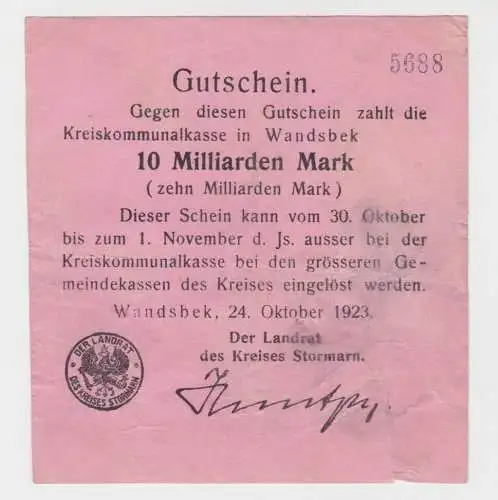 5688
Gutschein.
Gegen diesen Gutschein zahlt die
Kreiskommunalkasse in Wandsbek
10 Milliarden Mark
(zehn Milliarden Mark)
Dieser Schein kann vom 30. Oktober
bis zum 1. November d. Js. ausser bei der
Kreiskommunalkasse bei den grösseren Ge-
meindekassen des Kreises eingelöst werden.
Wandsbek, 24. Oktober 1923.
Der Landrat
des Kreises Stormarn.
DER LANDRAT
DES KREISES STORMARN